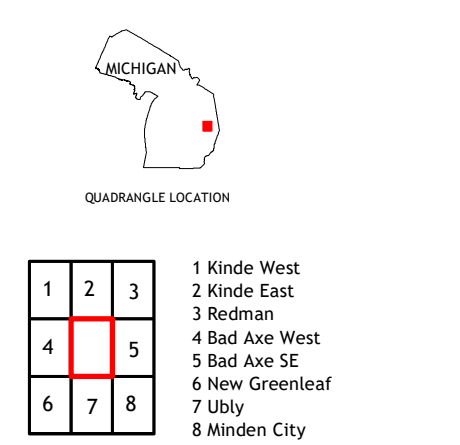 MICHIGAN
QUADRANGLE LOCATION
1 2 3
4 5
6 7 8
1 Kinde West
2 Kinde East
3 Redman
4 Bad Axe West
5 Bad Axe SE
6 New Greenleaf
7 Ubly
8 Minden City